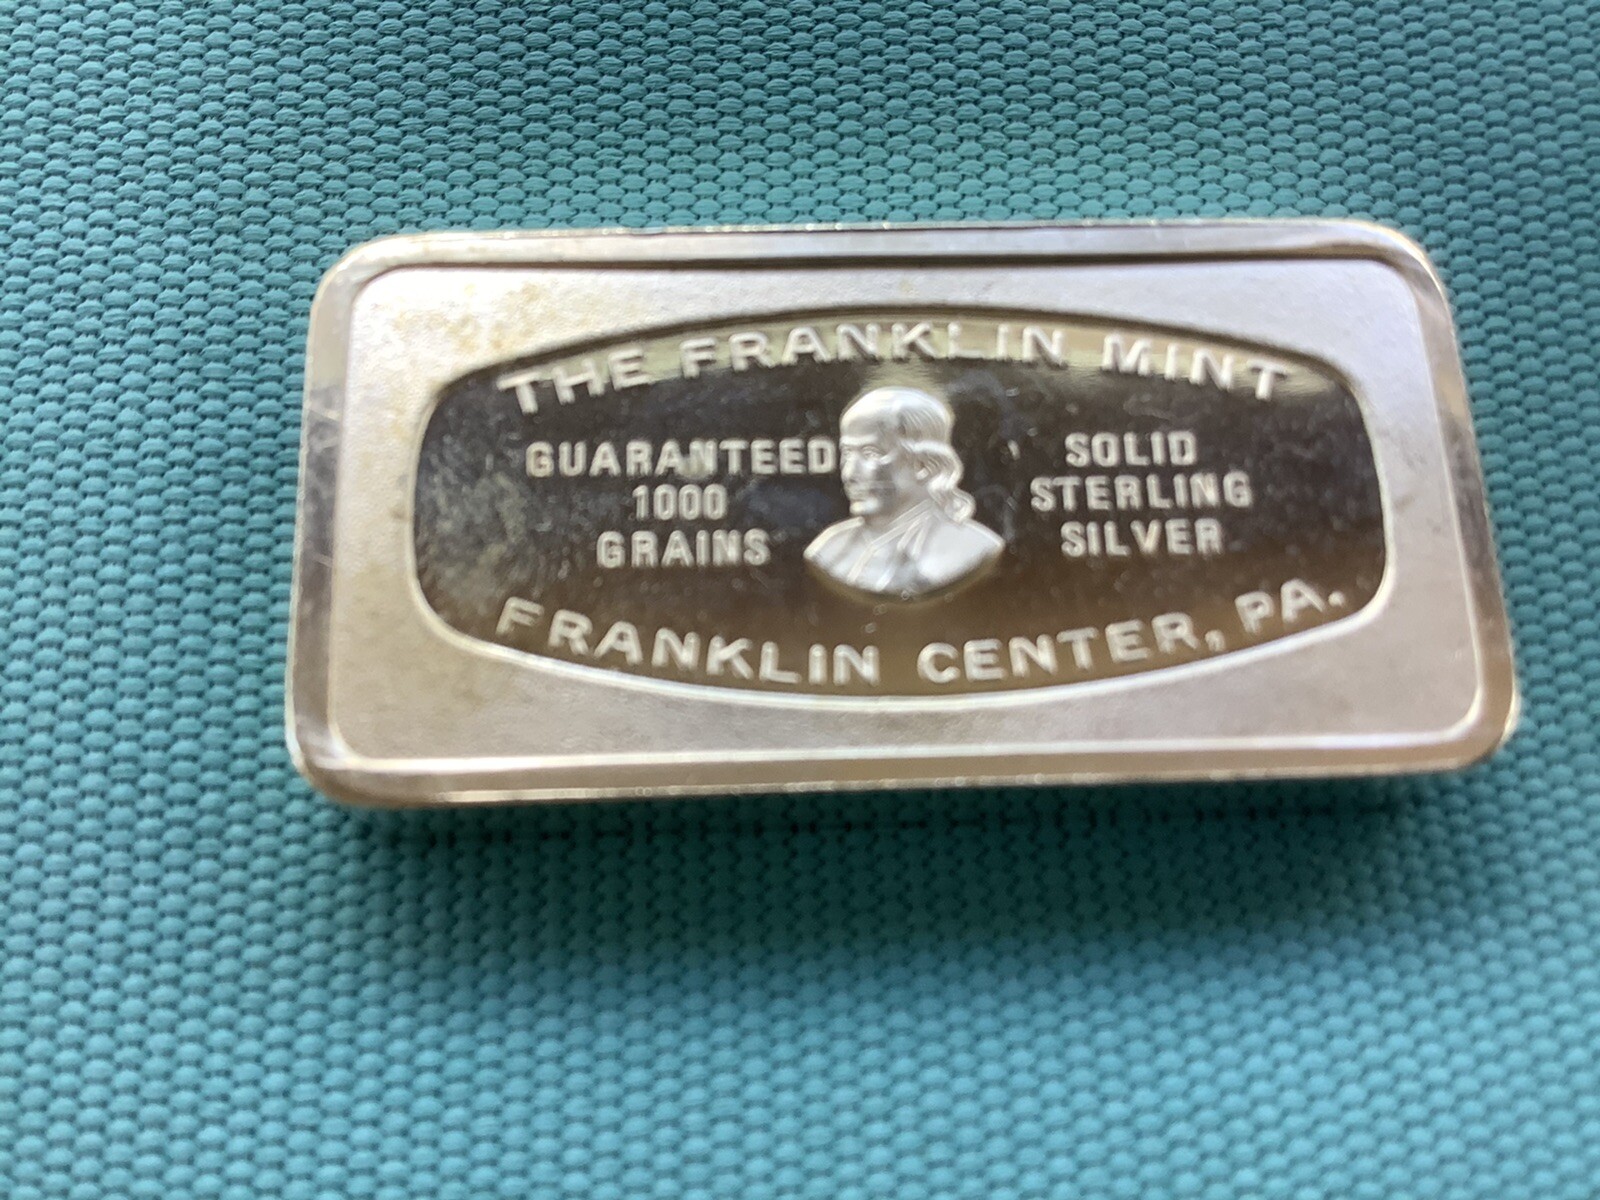 THE FRANKLIN MINT
GUARANTEED
1000
GRAINS
SOLID
STERLING
SILVER
FRANKLIN CENTER, PA.